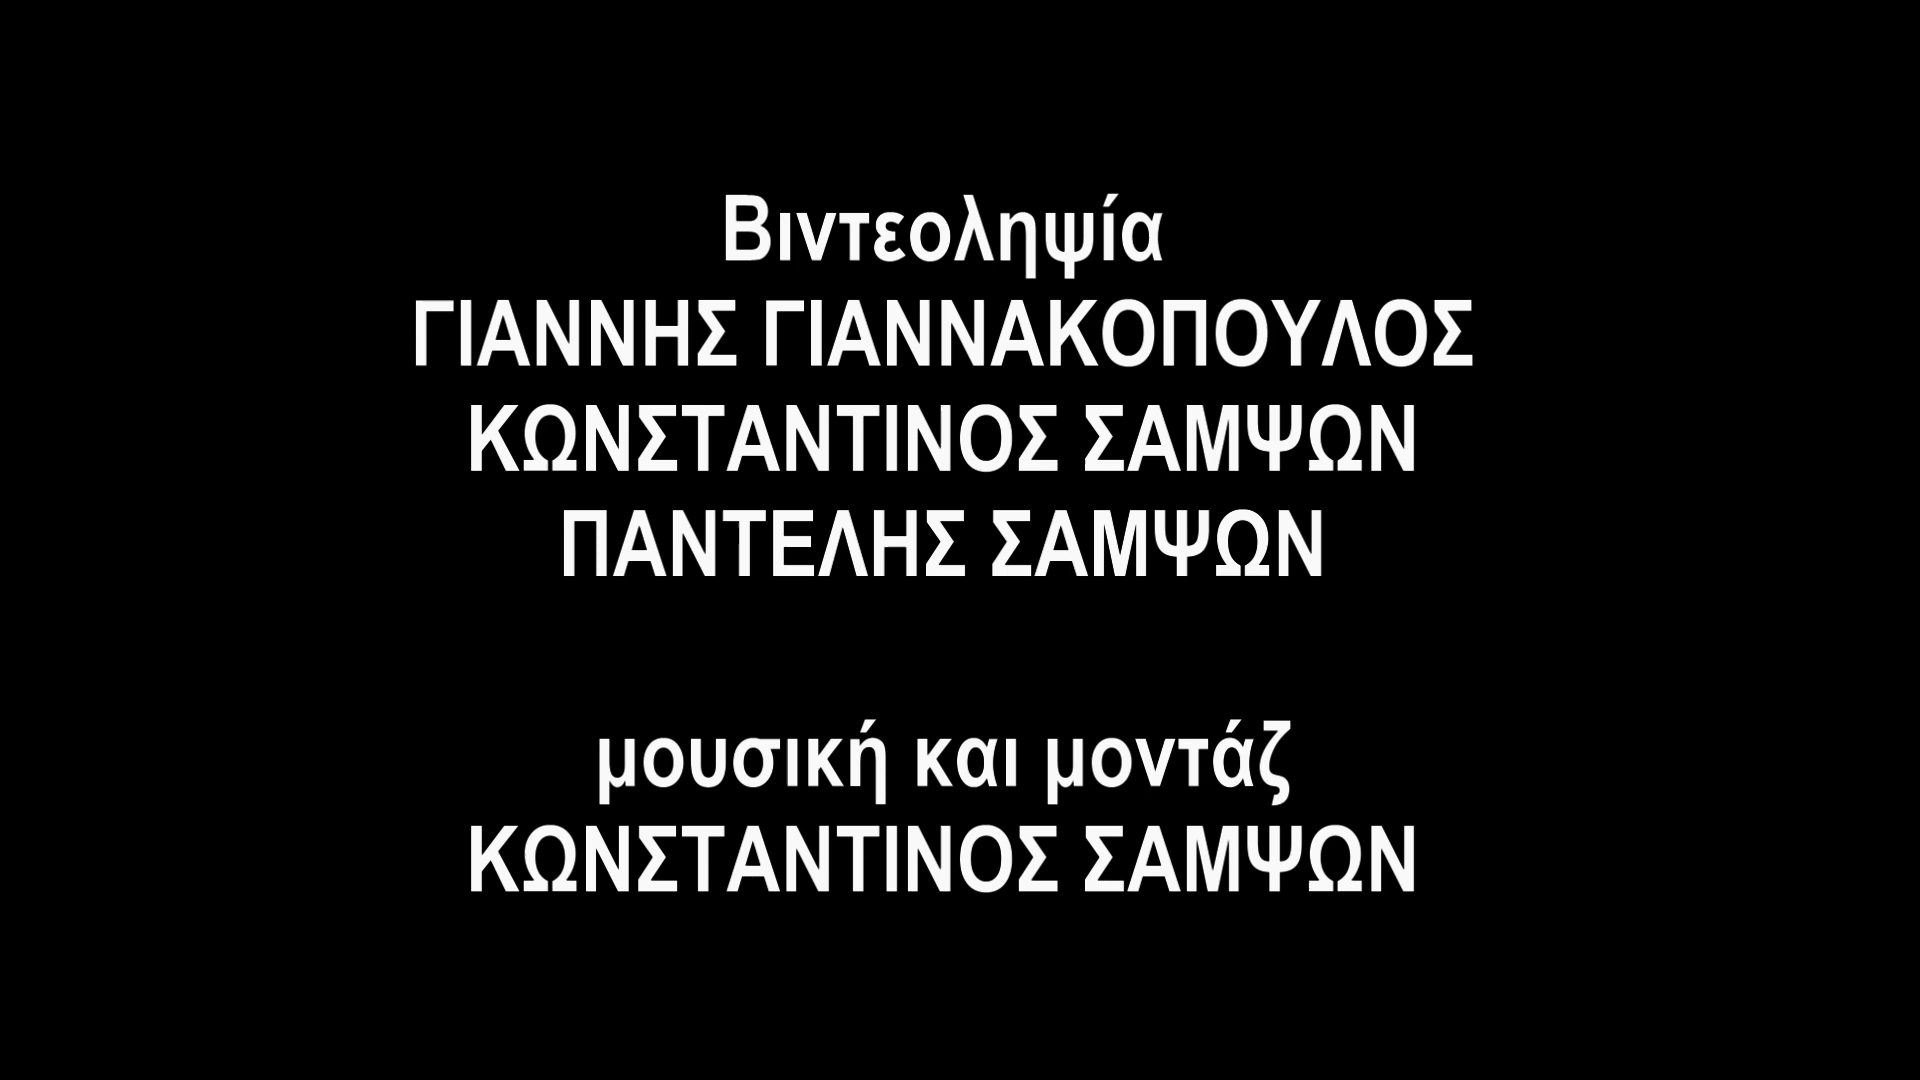 Βιντεοληψία
ΓΙΑΝΝΗΣ ΓΙΑΝΝΑΚΟΠΟΥΛΟΣ
ΚΩΝΣΤΑΝΤΙΝΟΣ ΣΑΜΨΩΝ
ΠΑΝΤΕΛΗΣ ΣΑΜΨΩΝ
μουσική και μοντάζ
ΚΩΝΣΤΑΝΤΙΝΟΣ ΣΑΜΨΩΝ